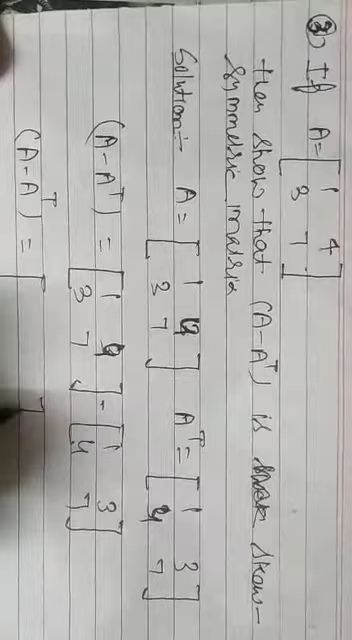 ③ If A = [ 1 4
3 7 ]
then show that (A-Aᵀ) is skew-
symmetric matrix
Solution:- A = [ 1 4 Aᵀ = [ 1 3
3 7 ] 4 7 ]
(A-Aᵀ) = [ 1 4 - [ 1 3
3 7 ] 4 7 ]
(A-Aᵀ) = [